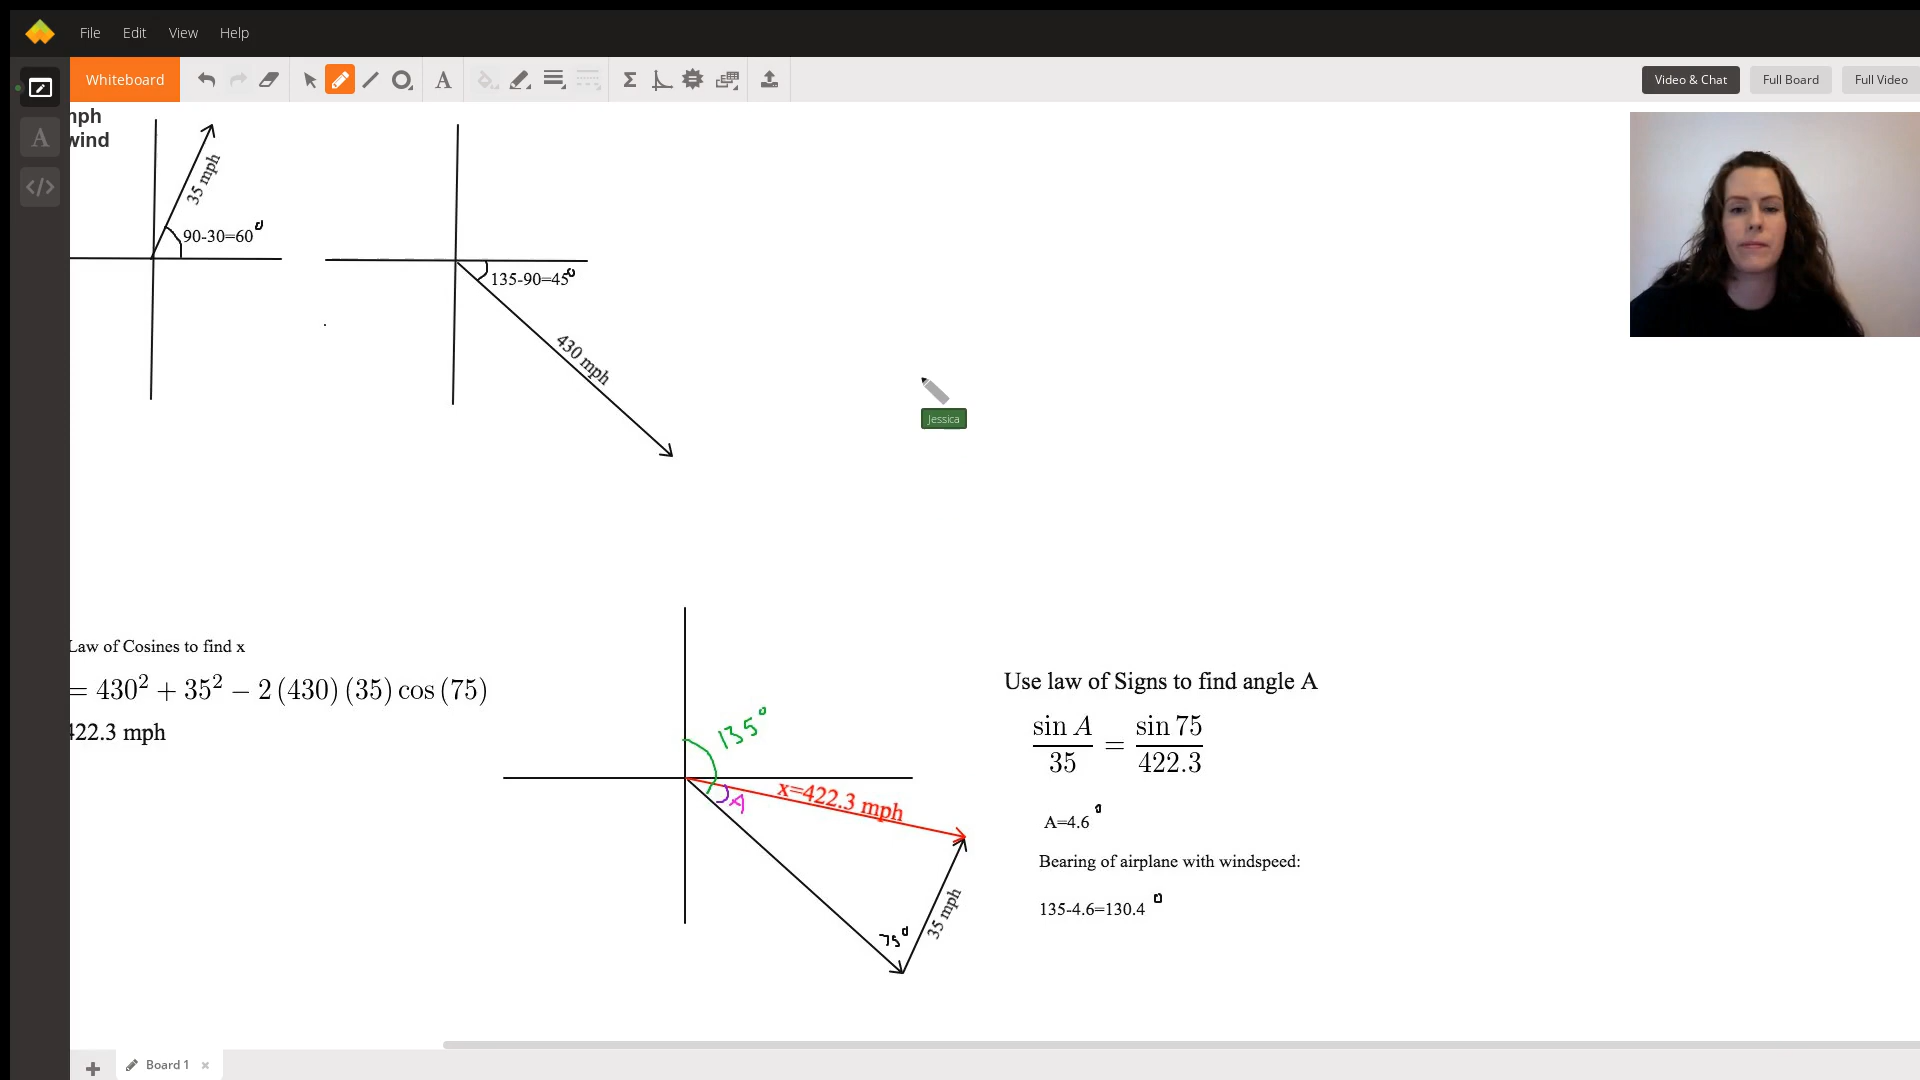 File Edit View Help
Whiteboard
Video & Chat Full Board Full Video
mph
wind
35 mph
90-30=60°
135-90=45°
430 mph
Jessica
Law of Cosines to find x
= 430² + 35² − 2 (430) (35) cos (75)
422.3 mph
135°
A
x=422.3 mph
75°
35 mph
Use law of Signs to find angle A
sin A / 35 = sin 75 / 422.3
A=4.6°
Bearing of airplane with windspeed:
135-4.6=130.4°
Board 1